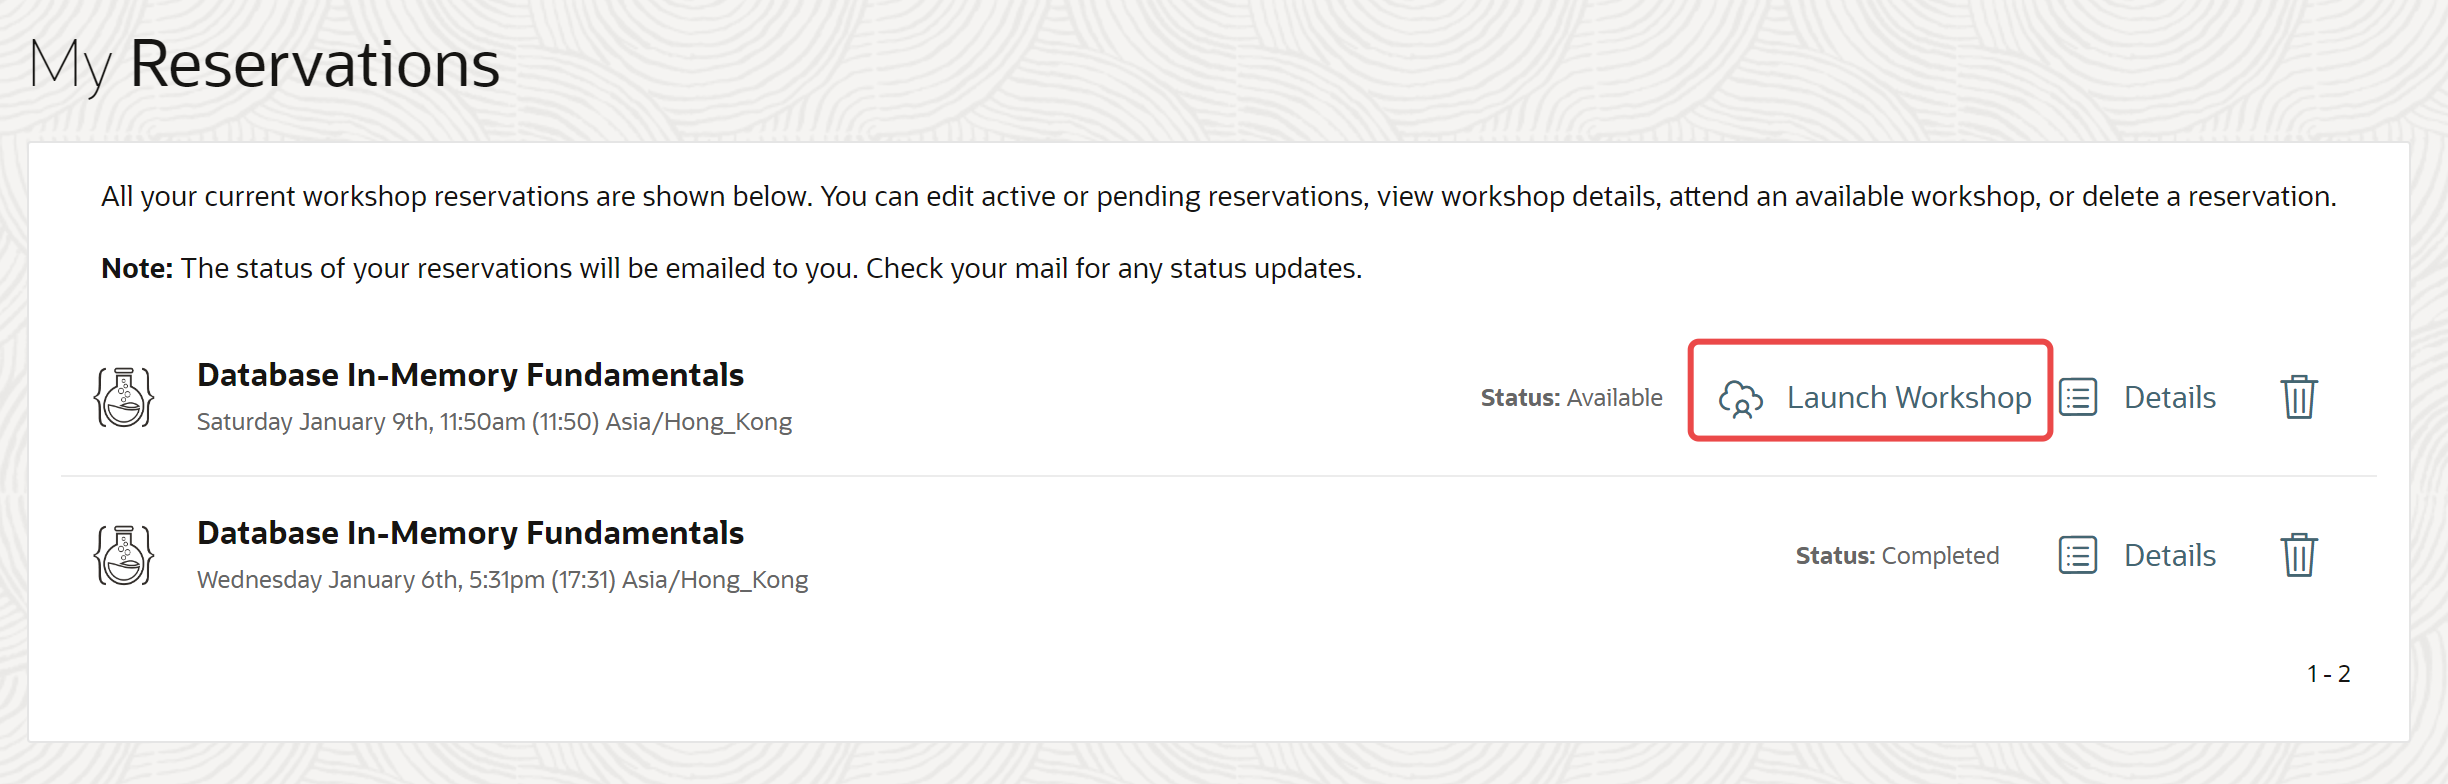 My Reservations
All your current workshop reservations are shown below. You can edit active or pending reservations, view workshop details, attend an available workshop, or delete a reservation.
Note: The status of your reservations will be emailed to you. Check your mail for any status updates.
Database In-Memory Fundamentals
Saturday January 9th, 11:50am (11:50) Asia/Hong_Kong
Status: Available
Launch Workshop
Details
Database In-Memory Fundamentals
Wednesday January 6th, 5:31pm (17:31) Asia/Hong_Kong
Status: Completed
Details
1 - 2